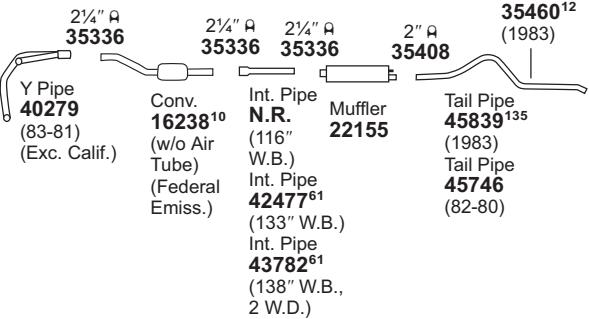 2¼″
35336
2¼″
35336
2¼″
35336
2″
35408
35460¹²
(1983)
Y Pipe
40279
(83-81)
(Exc. Calif.)
Conv.
16238¹⁰
(w/o Air
Tube)
(Federal
Emiss.)
Int. Pipe
N.R.
(116″
W.B.)
Int. Pipe
42477⁶¹
(133″ W.B.)
Int. Pipe
43782⁶¹
(138″ W.B.,
2 W.D.)
Muffler
22155
Tail Pipe
45839¹³⁵
(1983)
Tail Pipe
45746
(82-80)